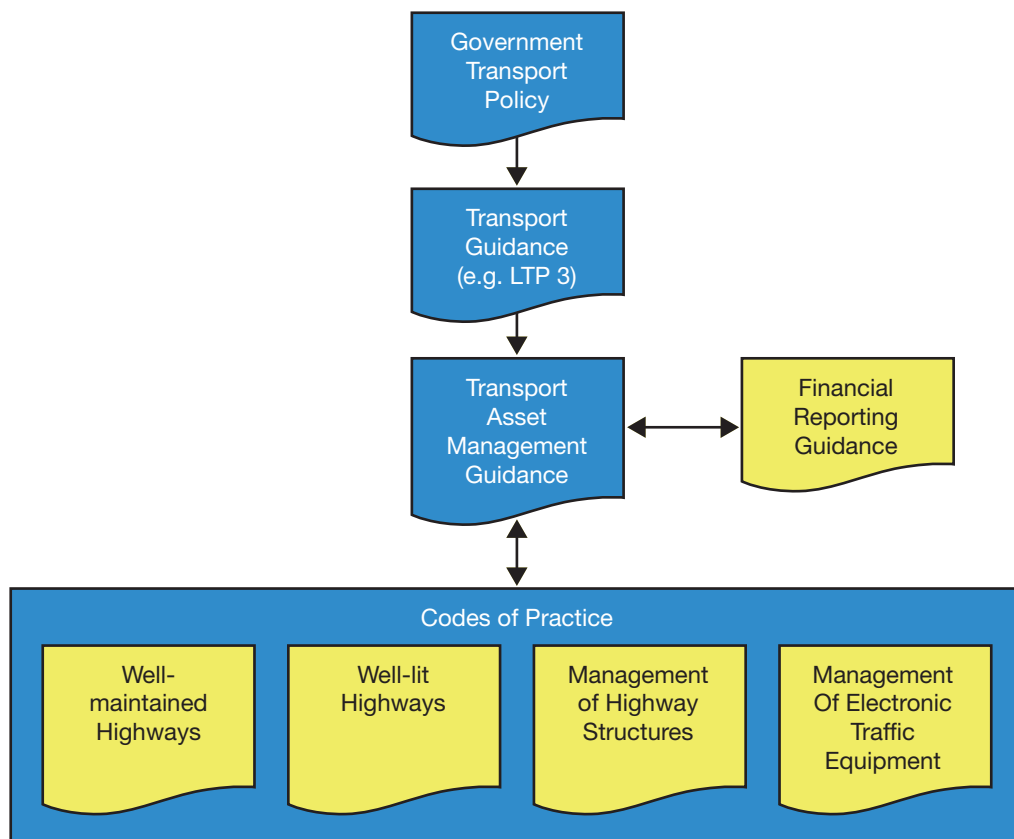 Government
Transport
Policy
Transport
Guidance
(e.g. LTP 3)
Transport
Asset
Management
Guidance
Financial
Reporting
Guidance
Codes of Practice
Well-
maintained
Highways
Well-lit
Highways
Management
of Highway
Structures
Management
Of Electronic
Traffic
Equipment